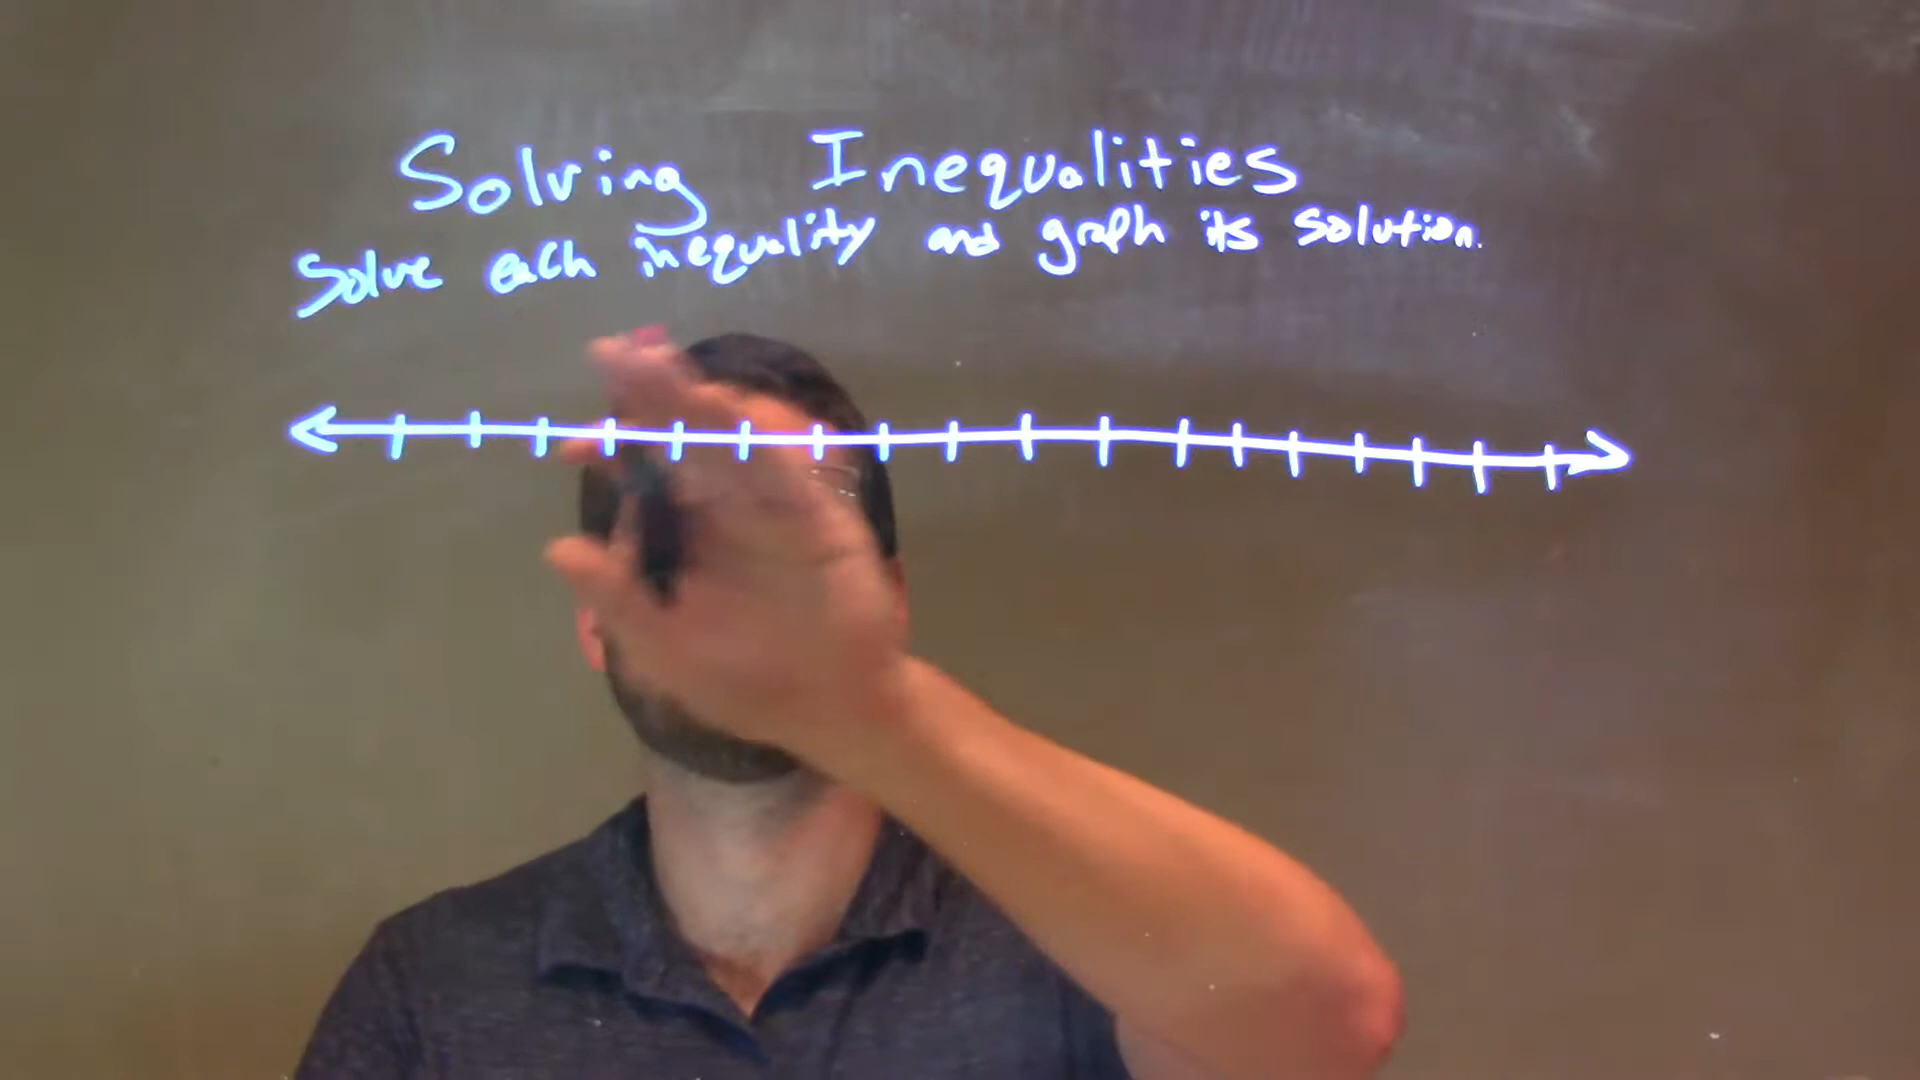 Solving Inequalities
Solve each inequality and graph its solution.